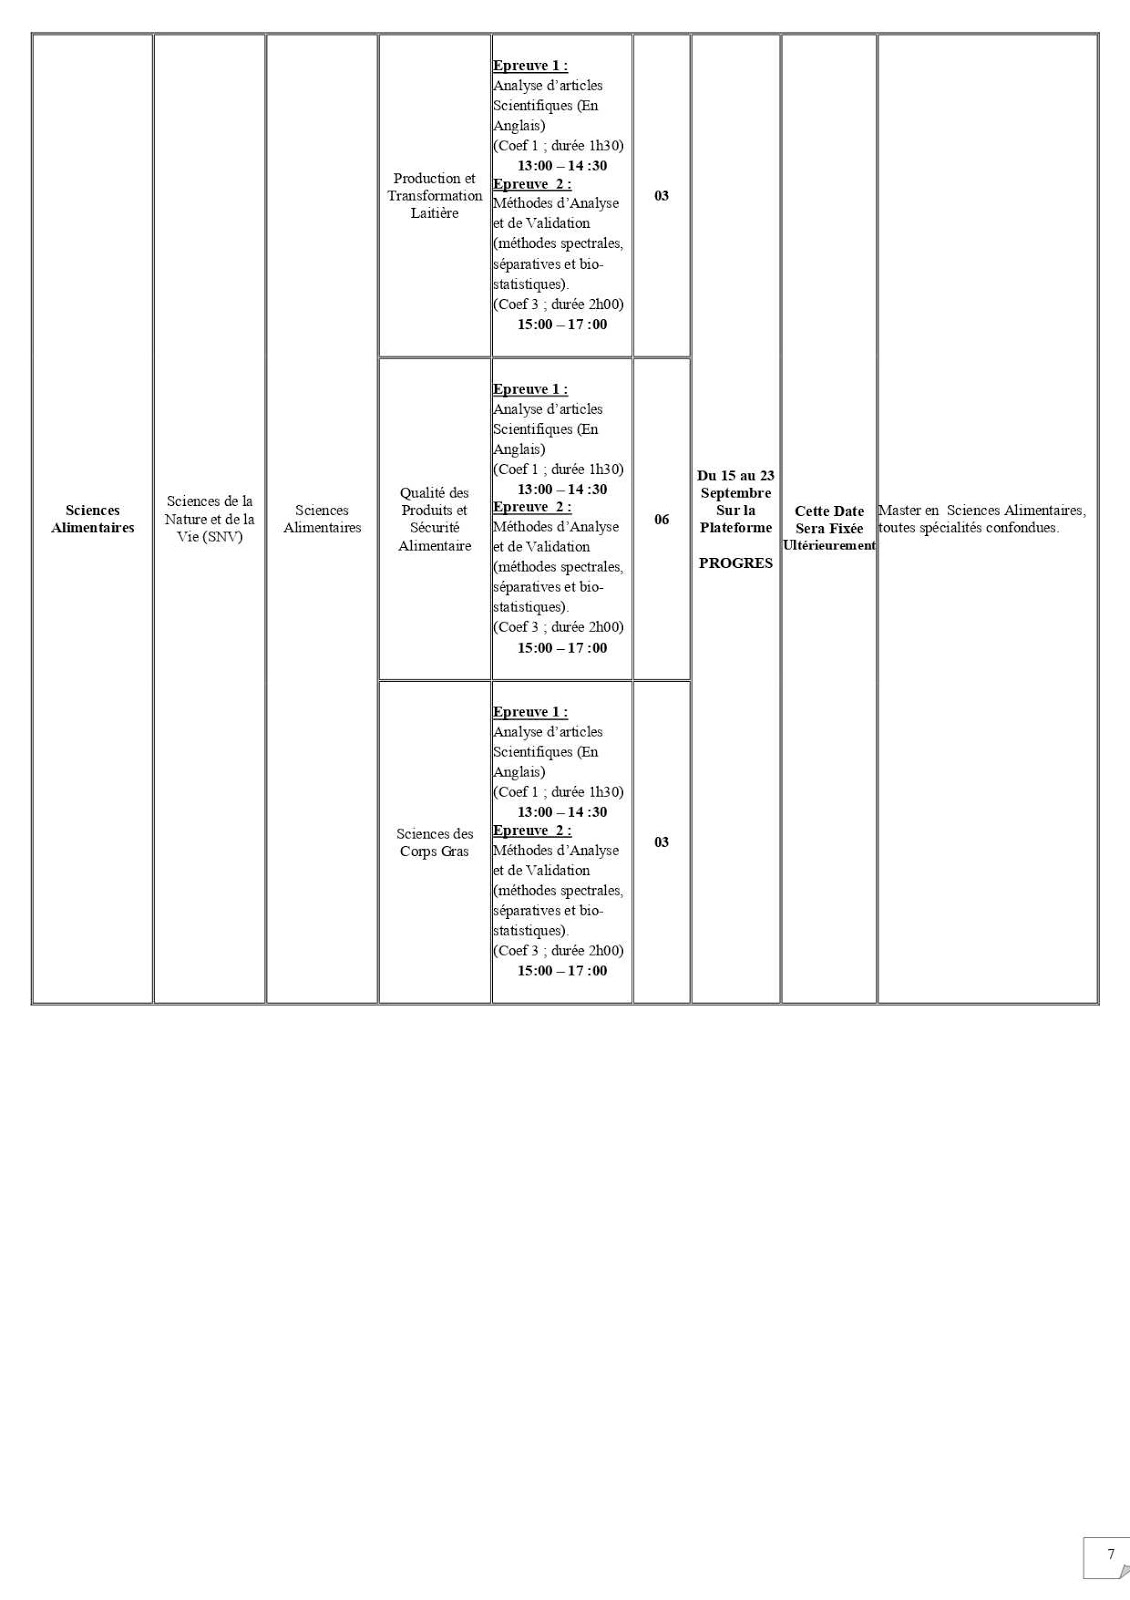 Sciences
Alimentaires
Sciences de la
Nature et de la
Vie (SNV)
Sciences
Alimentaires
Production et
Transformation
Laitière
Epreuve 1 :
Analyse d’articles
Scientifiques (En
Anglais)
(Coef 1 ; durée 1h30)
13:00 – 14 :30
Epreuve  2 :
Méthodes d’Analyse
et de Validation
(méthodes spectrales,
séparatives et bio-
statistiques).
(Coef 3 ; durée 2h00)
15:00 – 17 :00
03
Qualité des
Produits et
Sécurité
Alimentaire
Epreuve 1 :
Analyse d’articles
Scientifiques (En
Anglais)
(Coef 1 ; durée 1h30)
13:00 – 14 :30
Epreuve  2 :
Méthodes d’Analyse
et de Validation
(méthodes spectrales,
séparatives et bio-
statistiques).
(Coef 3 ; durée 2h00)
15:00 – 17 :00
06
Sciences des
Corps Gras
Epreuve 1 :
Analyse d’articles
Scientifiques (En
Anglais)
(Coef 1 ; durée 1h30)
13:00 – 14 :30
Epreuve  2 :
Méthodes d’Analyse
et de Validation
(méthodes spectrales,
séparatives et bio-
statistiques).
(Coef 3 ; durée 2h00)
15:00 – 17 :00
03
Du 15 au 23
Septembre
Sur la
Plateforme
PROGRES
Cette Date
Sera Fixée
Ultérieurement
Master en  Sciences Alimentaires,
toutes spécialités confondues.
7